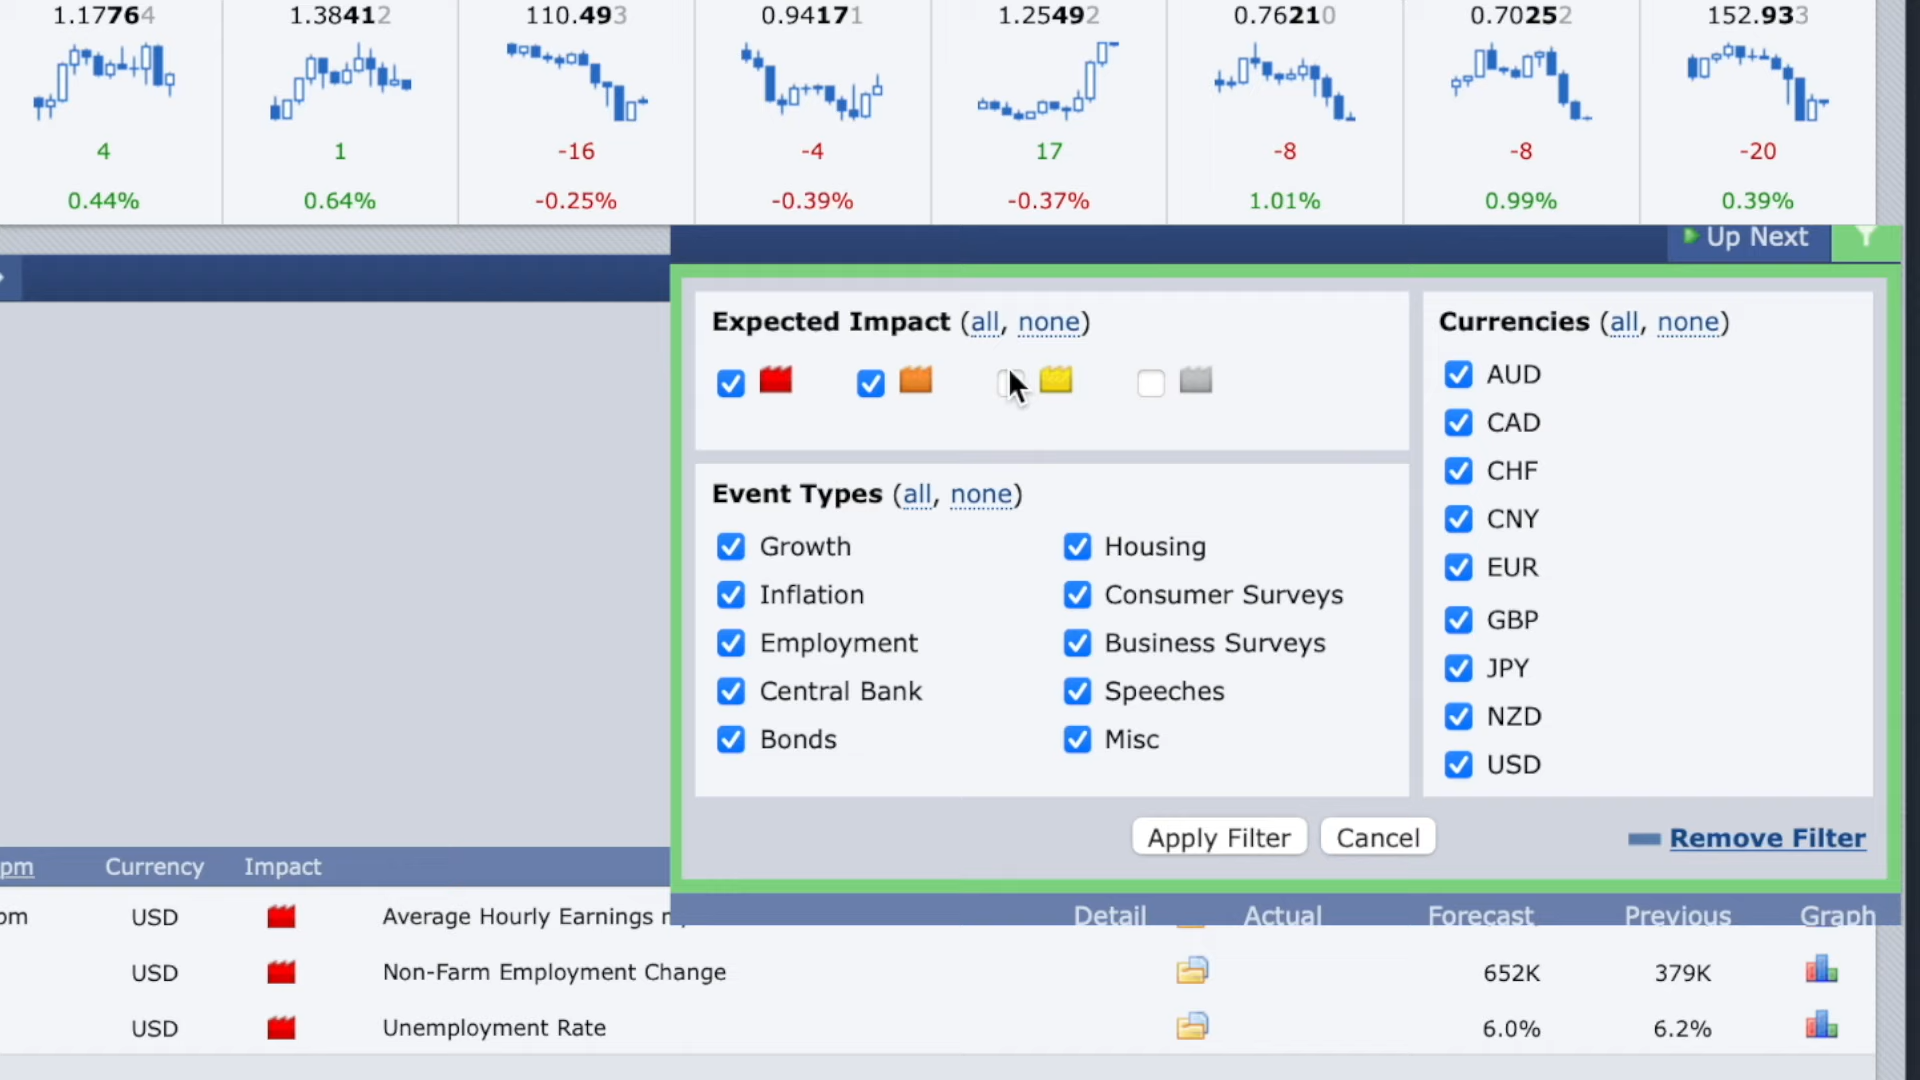 1.17764 1.38412 110.493 0.94171 1.25492 0.76210 0.70252 152.933
4 1 -16 -4 17 -8 -8 -20
0.44% 0.64% -0.25% -0.39% -0.37% 1.01% 0.99% 0.39%
Up Next
Expected Impact (all, none)
Currencies (all, none)
AUD
CAD
CHF
CNY
EUR
GBP
JPY
NZD
USD
Event Types (all, none)
Growth Housing
Inflation Consumer Surveys
Employment Business Surveys
Central Bank Speeches
Bonds Misc
Apply Filter Cancel Remove Filter
pm Currency Impact Detail Actual Forecast Previous Graph
USD Average Hourly Earnings
USD Non-Farm Employment Change 652K 379K
USD Unemployment Rate 6.0% 6.2%